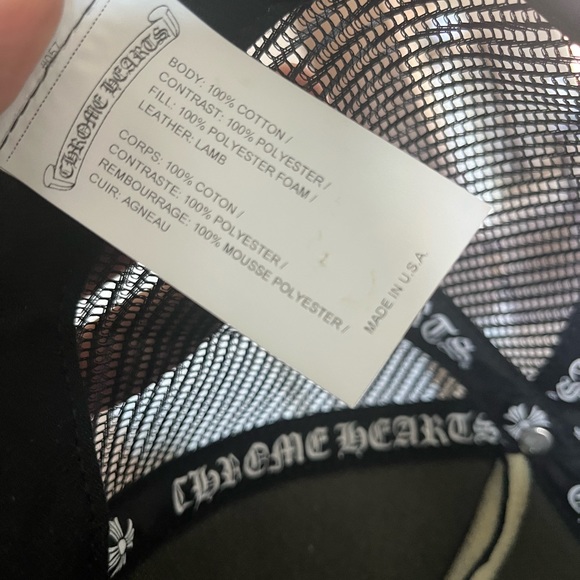 CHROME HEARTS
BODY: 100% COTTON /
CONTRAST: 100% POLYESTER /
FILL: 100% POLYESTER FOAM /
LEATHER: LAMB
CORPS: 100% COTON /
CONTRASTE: 100% POLYESTER /
REMBOURRAGE: 100% MOUSSE POLYESTER /
CUIR: AGNEAU
MADE IN U.S.A.
CHROME HEARTS